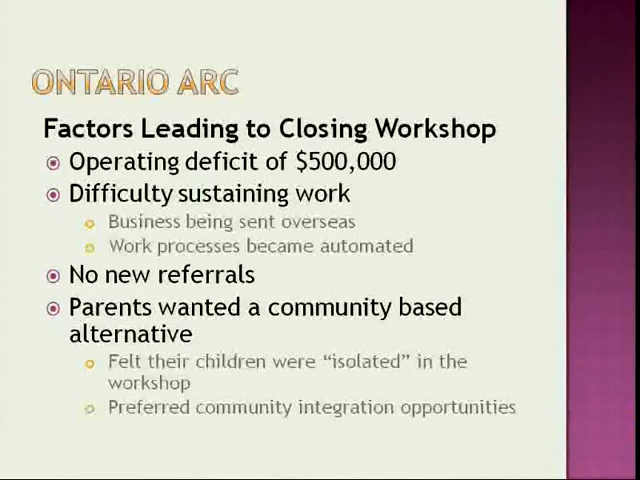 ONTARIO ARC
Factors Leading to Closing Workshop
Operating deficit of $500,000
Difficulty sustaining work
Business being sent overseas
Work processes became automated
No new referrals
Parents wanted a community based
alternative
Felt their children were “isolated” in the
workshop
Preferred community integration opportunities